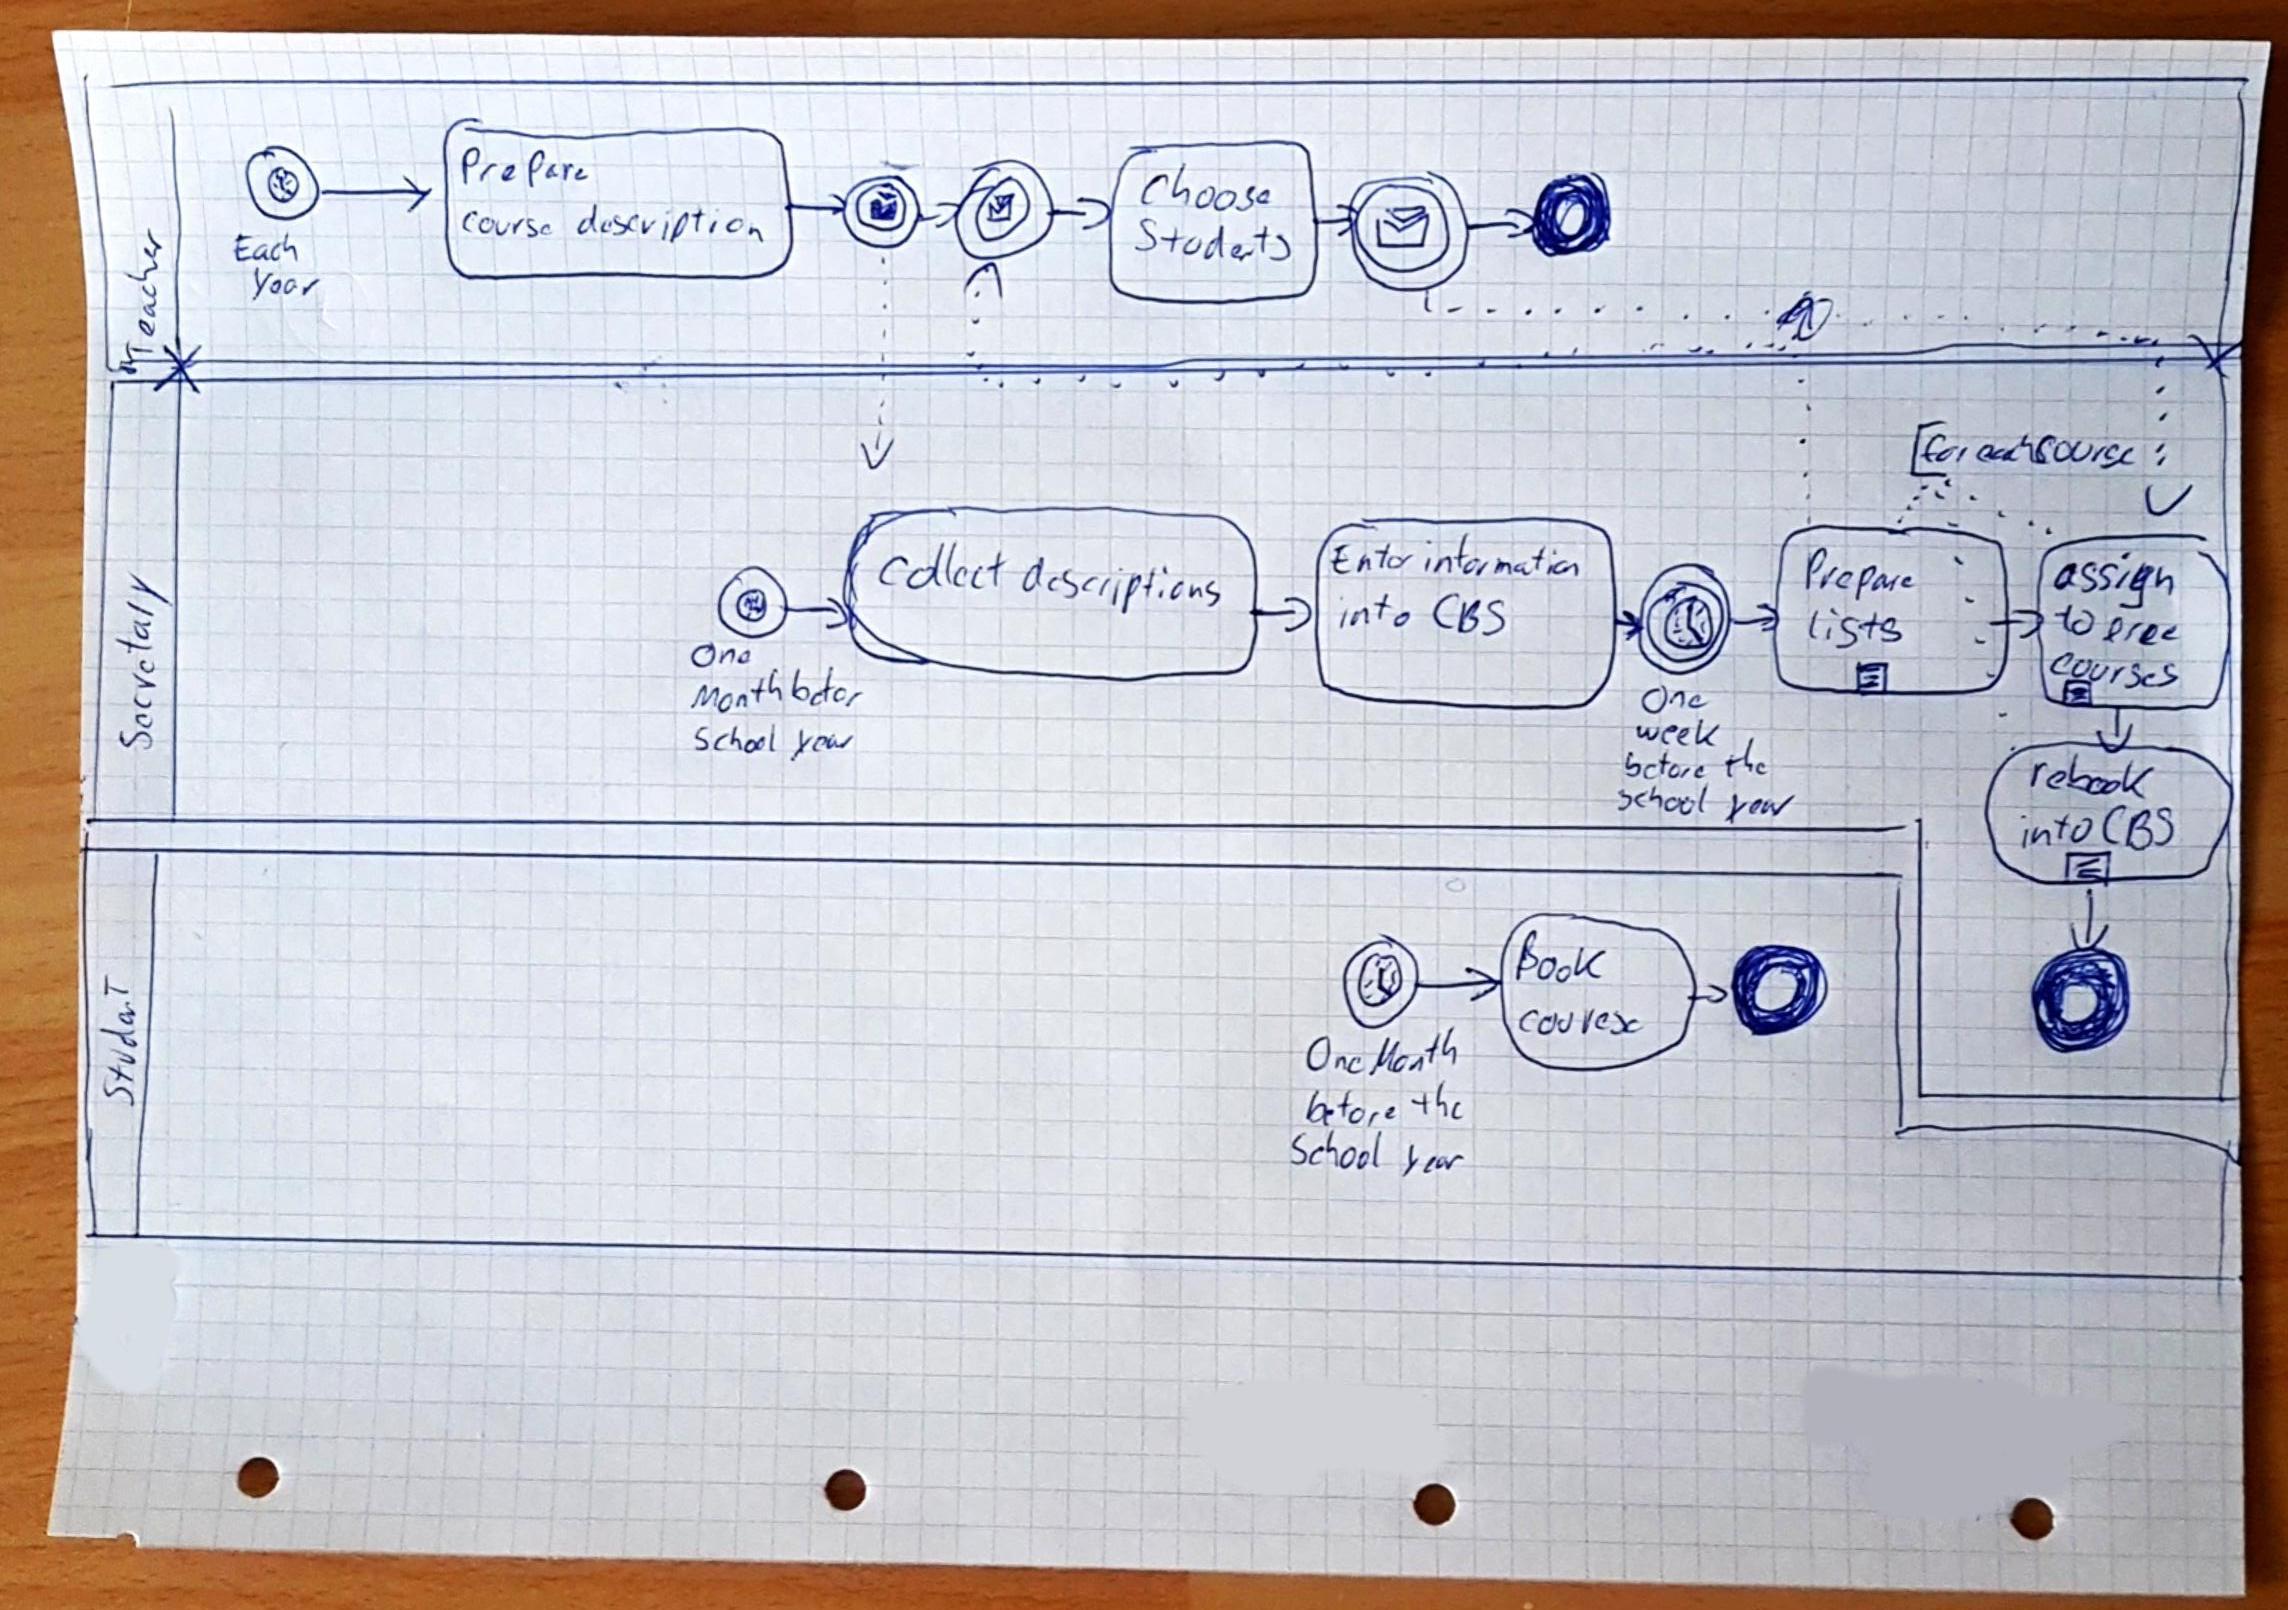 Teacher
Each
Year
Prepare
course description
Choose
Students
Secretary
One
Month befor
School year
Collect descriptions
Enter information
into CBS
One
week
before the
school year
for each course
Prepare
lists
assign
to free
courses
rebook
into CBS
Student
One Month
before the
School year
Book
course